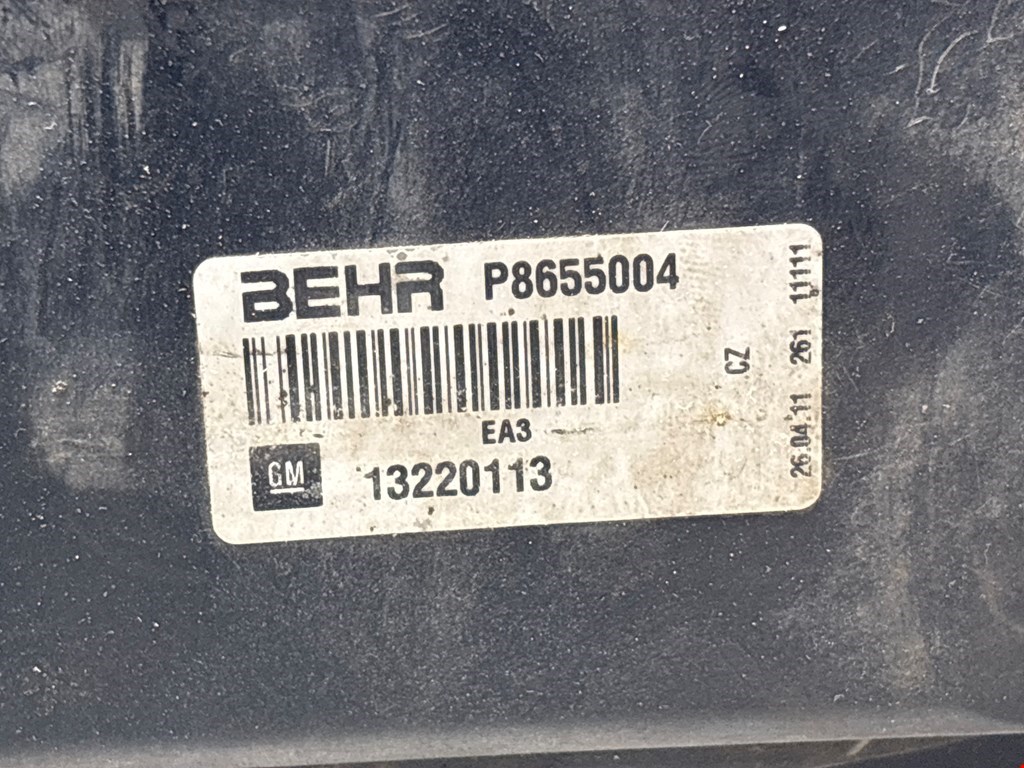 BEHR P8655004
EA3
GM 13220113
CZ
26.04.11 261 11111